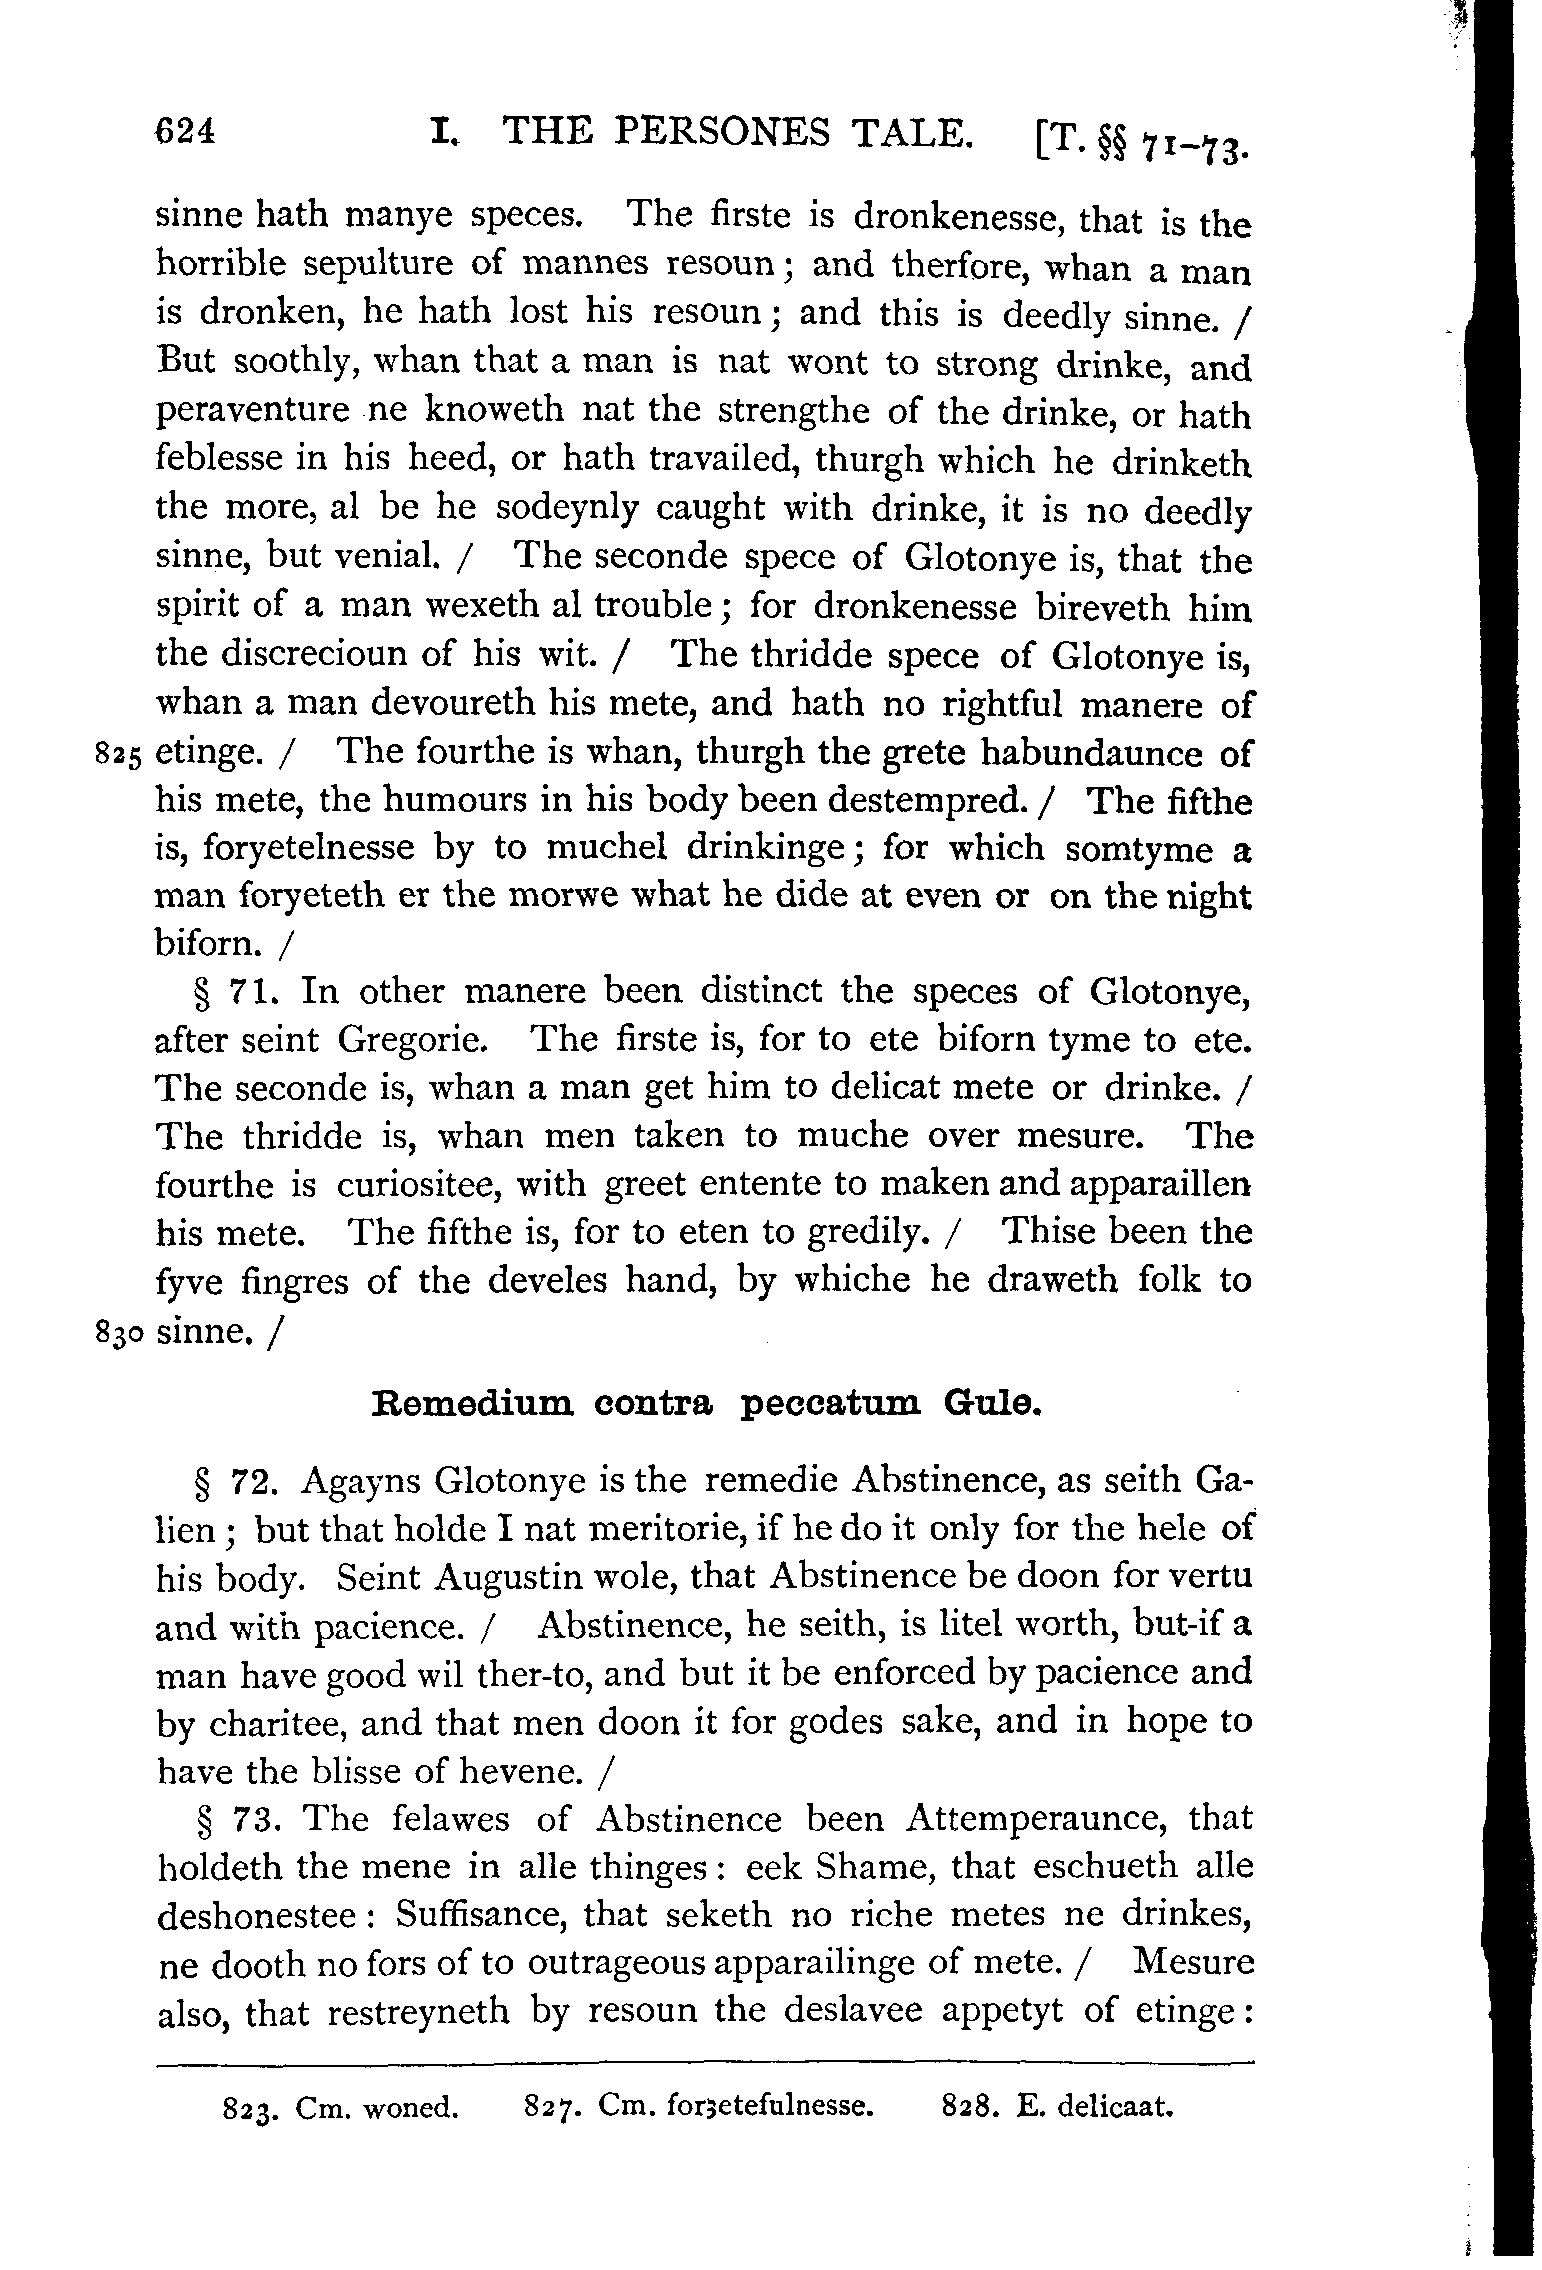 624 I. THE PERSONES TALE. [T. §§ 71–73.
sinne hath manye speces. The firste is dronkenesse, that is the
horrible sepulture of mannes resoun; and therfore, whan a man
is dronken, he hath lost his resoun; and this is deedly sinne. /
But soothly, whan that a man is nat wont to strong drinke, and
peraventure ne knoweth nat the strengthe of the drinke, or hath
feblesse in his heed, or hath travailed, thurgh which he drinketh
the more, al be he sodeynly caught with drinke, it is no deedly
sinne, but venial. / The seconde spece of Glotonye is, that the
spirit of a man wexeth al trouble; for dronkenesse bireveth him
the discrecioun of his wit. / The thridde spece of Glotonye is,
whan a man devoureth his mete, and hath no rightful manere of
825 etinge. / The fourthe is whan, thurgh the grete habundaunce of
his mete, the humours in his body been destempred. / The fifthe
is, foryetelnesse by to muchel drinkinge; for which somtyme a
man foryeteth er the morwe what he dide at even or on the night
biforn. /
§ 71. In other manere been distinct the speces of Glotonye,
after seint Gregorie. The firste is, for to ete biforn tyme to ete.
The seconde is, whan a man get him to delicat mete or drinke. /
The thridde is, whan men taken to muche over mesure. The
fourthe is curiositee, with greet entente to maken and apparaillen
his mete. The fifthe is, for to eten to gredily. / Thise been the
fyve fingres of the develes hand, by whiche he draweth folk to
830 sinne. /
Remedium contra peccatum Gule.
§ 72. Agayns Glotonye is the remedie Abstinence, as seith Ga-
lien; but that holde I nat meritorie, if he do it only for the hele of
his body. Seint Augustin wole, that Abstinence be doon for vertu
and with pacience. / Abstinence, he seith, is litel worth, but-if a
man have good wil ther-to, and but it be enforced by pacience and
by charitee, and that men doon it for godes sake, and in hope to
have the blisse of hevene. /
§ 73. The felawes of Abstinence been Attemperaunce, that
holdeth the mene in alle thinges: eek Shame, that eschueth alle
deshonestee: Suffisance, that seketh no riche metes ne drinkes,
ne dooth no fors of to outrageous apparailinge of mete. / Mesure
also, that restreyneth by resoun the deslavee appetyt of etinge:
823. Cm. woned. 827. Cm. forȝetefulnesse. 828. E. delicaat.